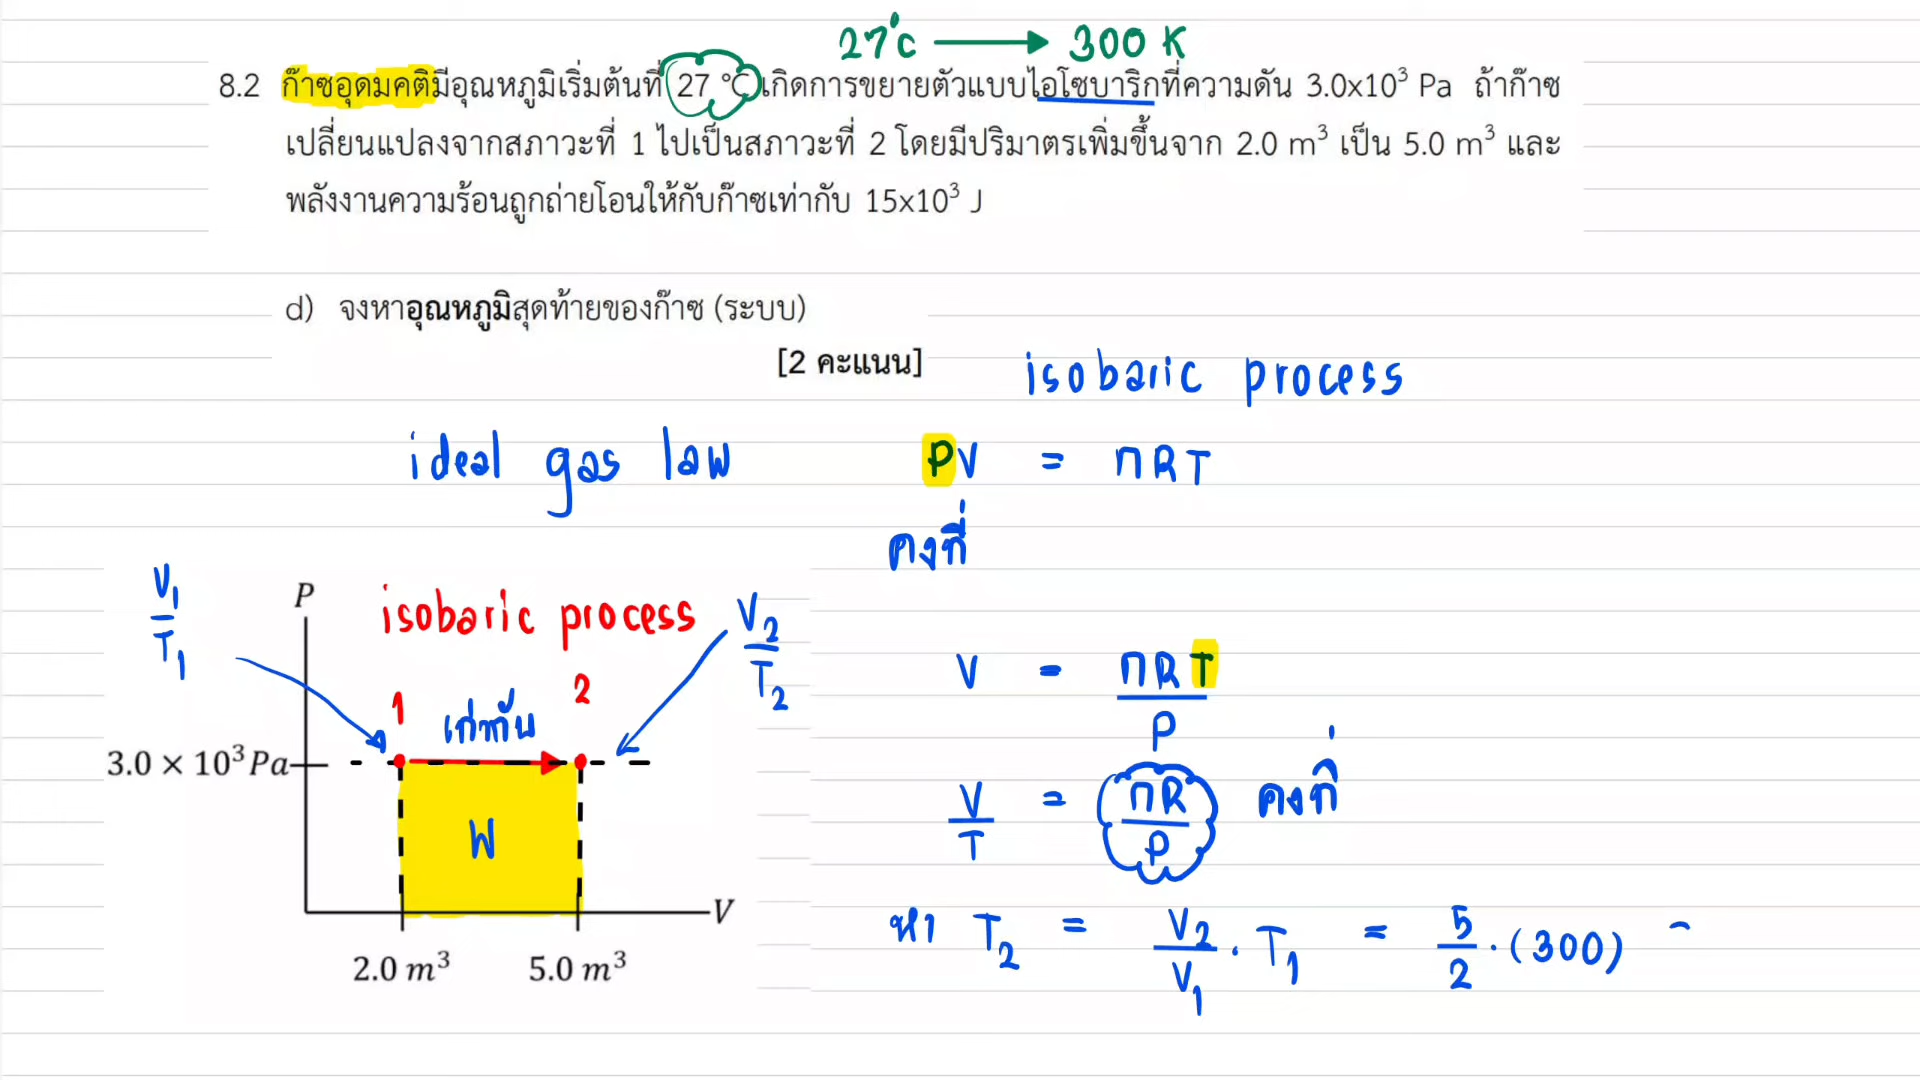 27°C → 300 K
8.2 ก๊าซอุดมคติมีอุณหภูมิเริ่มต้นที่ 27 °C เกิดการขยายตัวแบบไอโซบาริกที่ความดัน 3.0x10³ Pa ถ้าก๊าซ
เปลี่ยนแปลงจากสภาวะที่ 1 ไปเป็นสภาวะที่ 2 โดยมีปริมาตรเพิ่มขึ้นจาก 2.0 m³ เป็น 5.0 m³ และ
พลังงานความร้อนถูกถ่ายโอนให้กับก๊าซเท่ากับ 15x10³ J
d) จงหาอุณหภูมิสุดท้ายของก๊าซ (ระบบ)
[2 คะแนน]
isobaric process
ideal gas law PV = nRT
คงที่
V₁/T₁
P
isobaric process
V₂/T₂
1 เท่ากัน 2
3.0 × 10³ Pa
W
V
2.0 m³ 5.0 m³
V = nRT/P
V/T = nR/P คงที่
หา T₂ = V₂/V₁ · T₁ = 5/2 · (300)